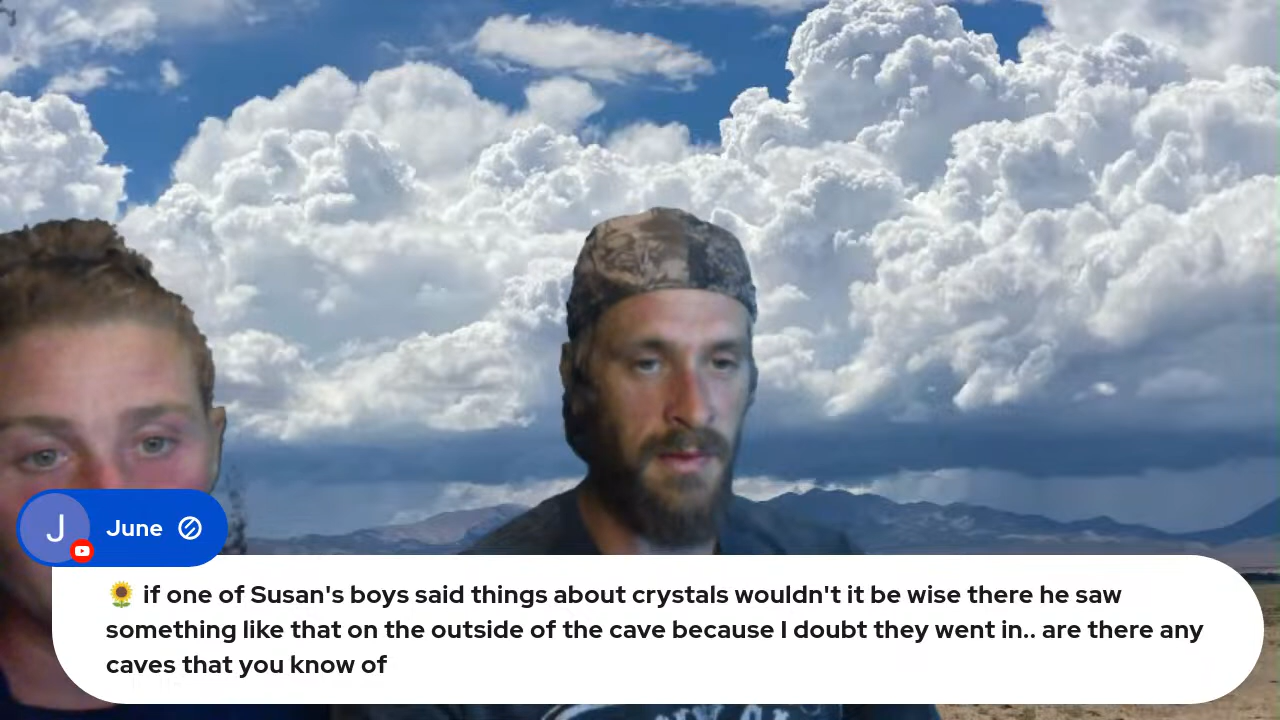 J
June
🌻 if one of Susan's boys said things about crystals wouldn't it be wise there he saw
something like that on the outside of the cave because I doubt they went in.. are there any
caves that you know of